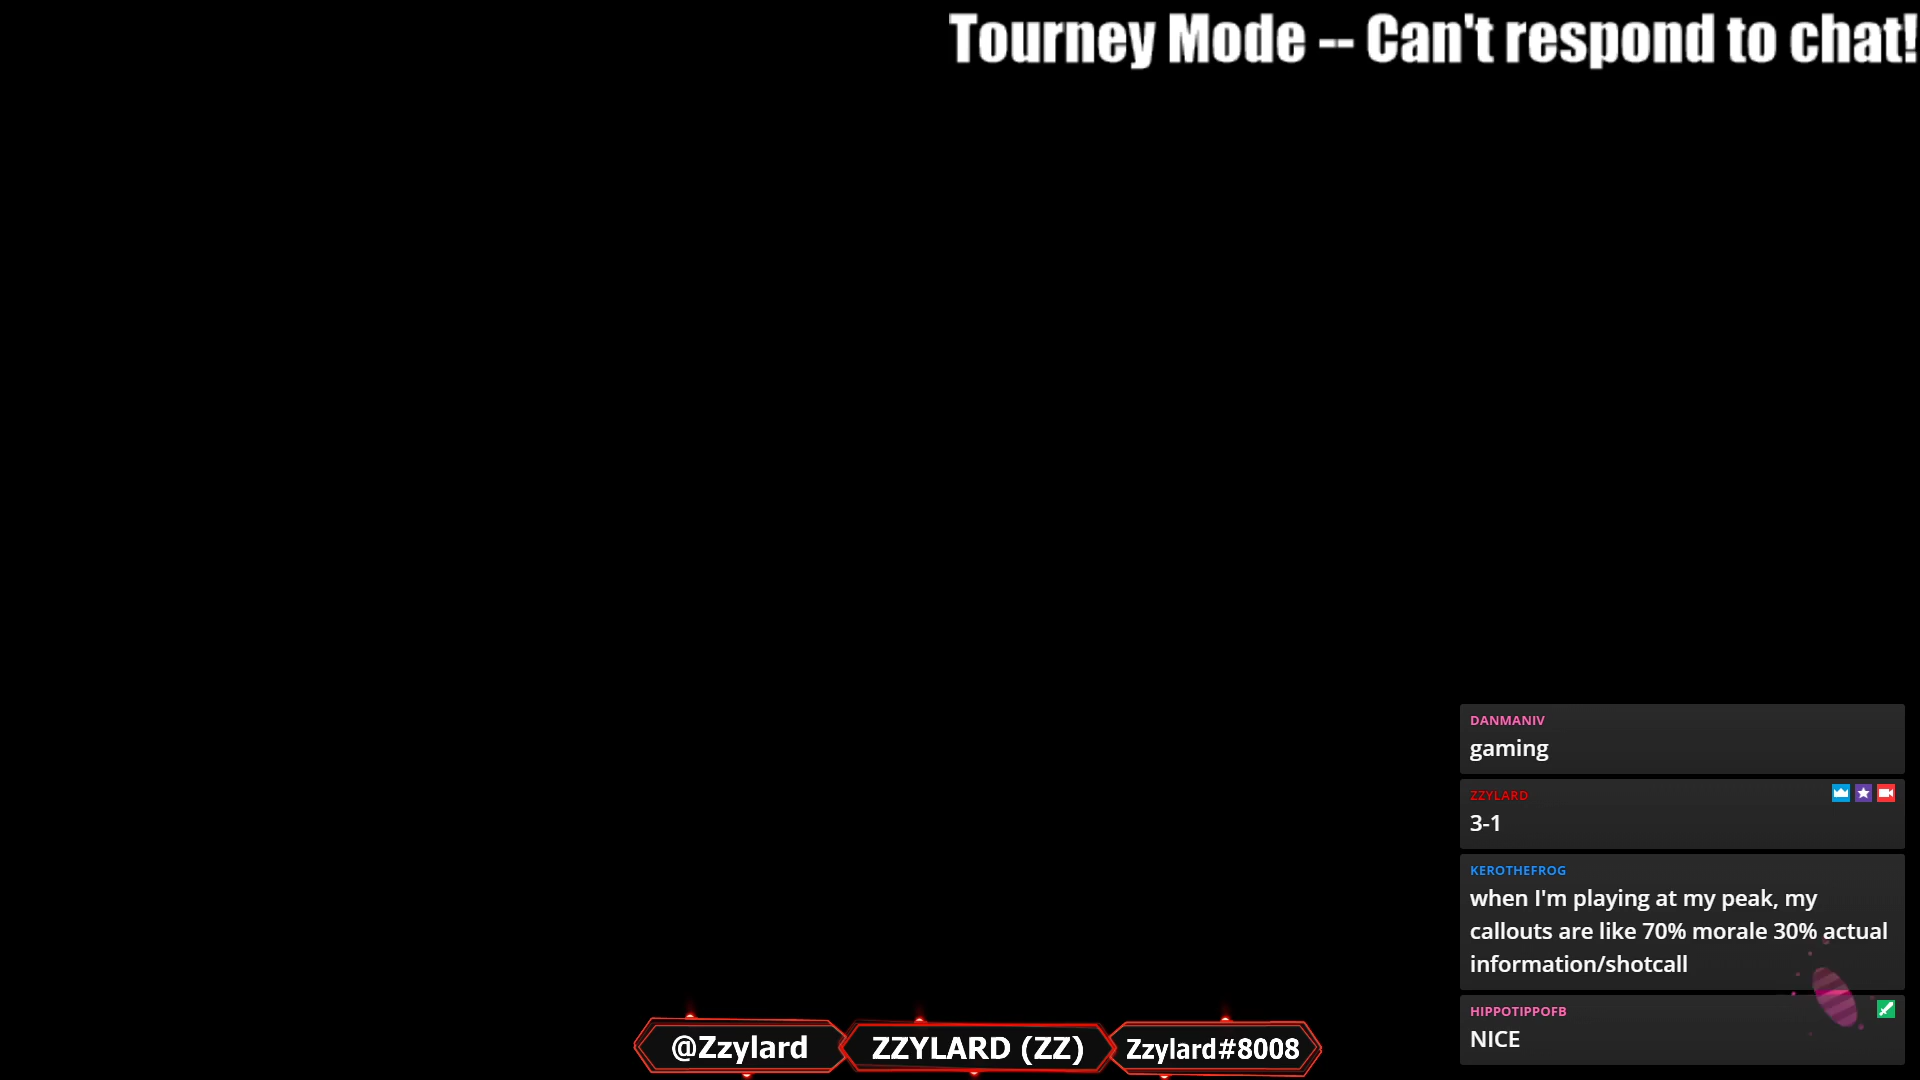 Tourney Mode -- Can't respond to chat!
DANMANIV
gaming
ZZYLARD
3-1
KEROTHEFROG
when I'm playing at my peak, my
callouts are like 70% morale 30% actual
information/shotcall
HIPPOTIPPOFB
NICE
@Zzylard
ZZYLARD (ZZ)
Zzylard#8008